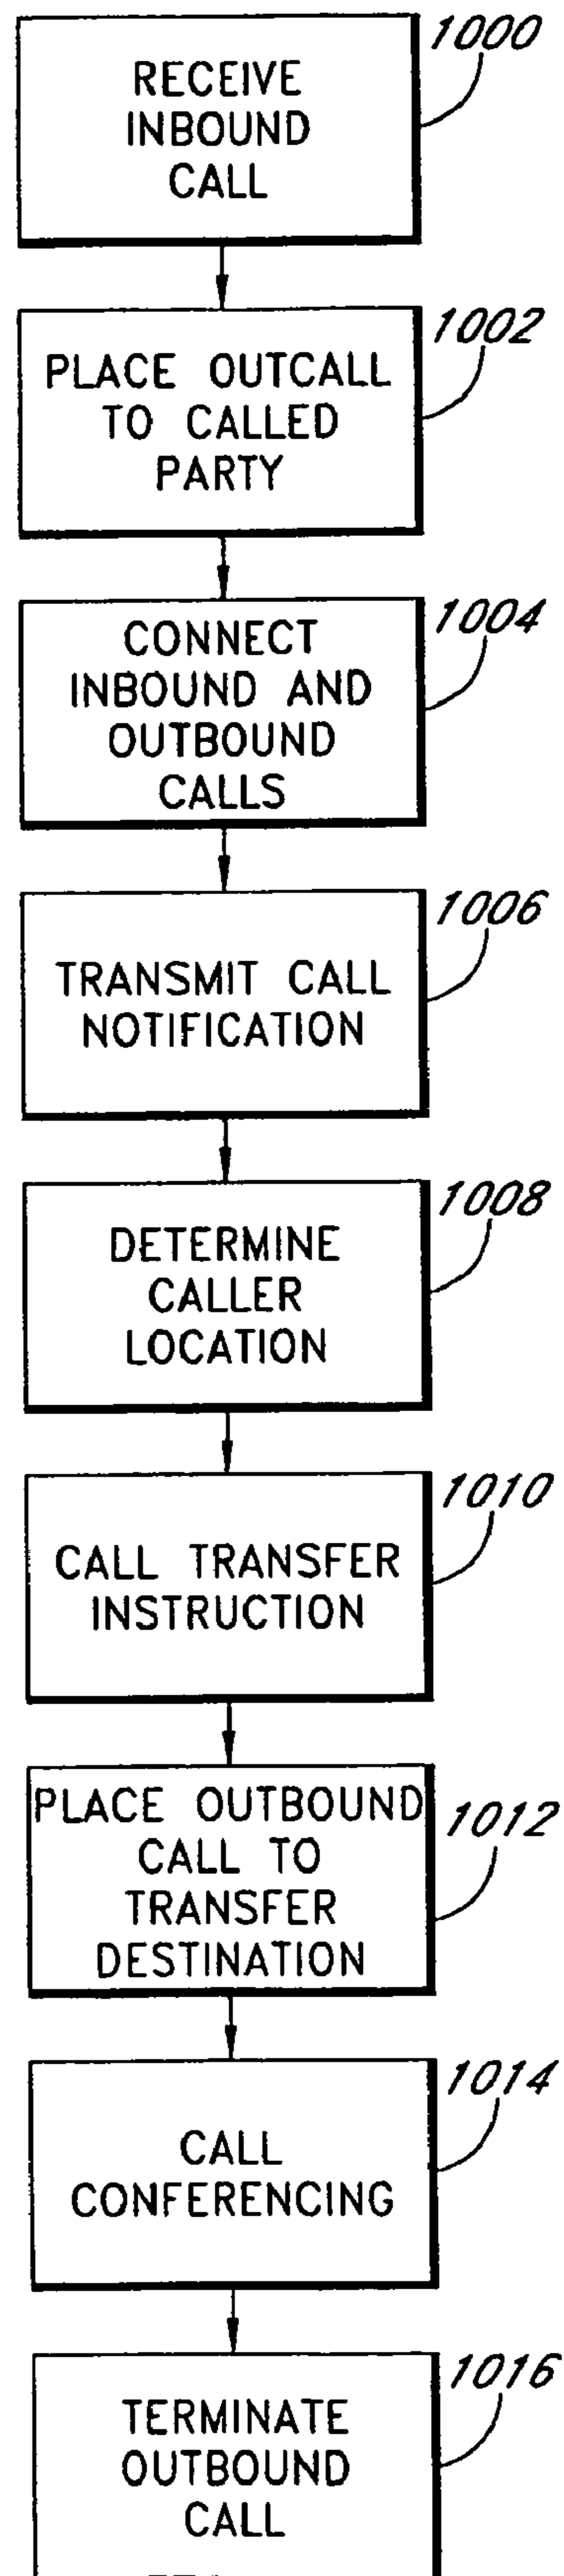 1000
RECEIVE
INBOUND
CALL
1002
PLACE OUTCALL
TO CALLED
PARTY
1004
CONNECT
INBOUND AND
OUTBOUND
CALLS
1006
TRANSMIT CALL
NOTIFICATION
1008
DETERMINE
CALLER
LOCATION
1010
CALL TRANSFER
INSTRUCTION
1012
PLACE OUTBOUND
CALL TO
TRANSFER
DESTINATION
1014
CALL
CONFERENCING
1016
TERMINATE
OUTBOUND
CALL